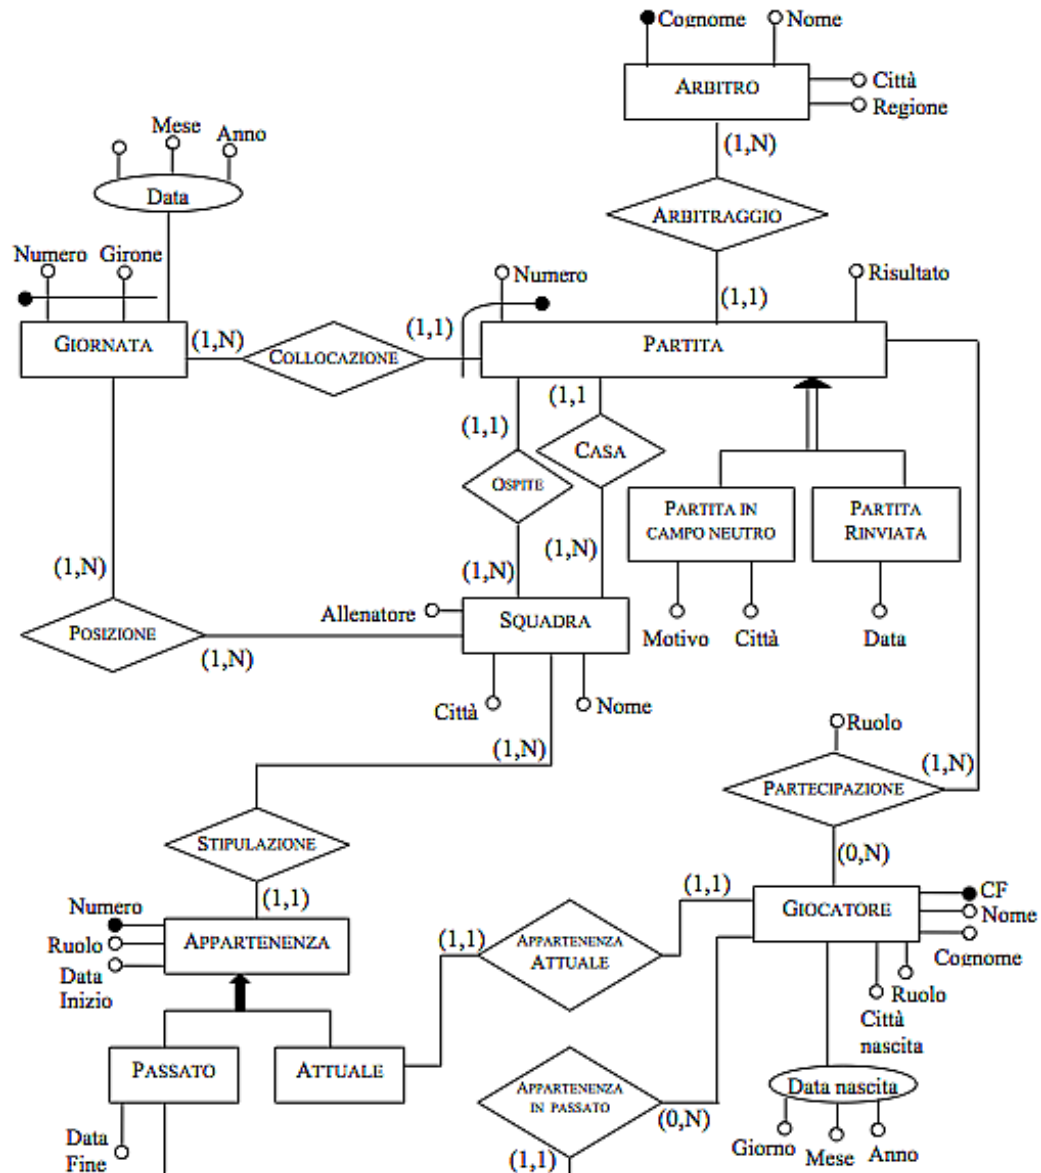 Cognome
Nome
ARBITRO
Città
Regione
(1,N)
Mese
Anno
Data
ARBITRAGGIO
Numero
Girone
Numero
Risultato
(1,1)
GIORNATA
(1,N)
COLLOCAZIONE
(1,1)
PARTITA
(1,1)
(1,1
OSPITE
CASA
PARTITA IN
CAMPO NEUTRO
PARTITA
RINVIATA
(1,N)
(1,N)
(1,N)
Allenatore
SQUADRA
Motivo
Città
Data
POSIZIONE
(1,N)
Città
Nome
(1,N)
Ruolo
PARTECIPAZIONE
(1,N)
STIPULAZIONE
(0,N)
(1,1)
Numero
Ruolo
Data
Inizio
APPARTENENZA
(1,1)
APPARTENENZA
ATTUALE
(1,1)
GIOCATORE
CF
Nome
Cognome
Ruolo
Città
nascita
PASSATO
ATTUALE
APPARTENENZA
IN PASSATO
(0,N)
Data nascita
Giorno
Mese
Anno
Data
Fine
(1,1)